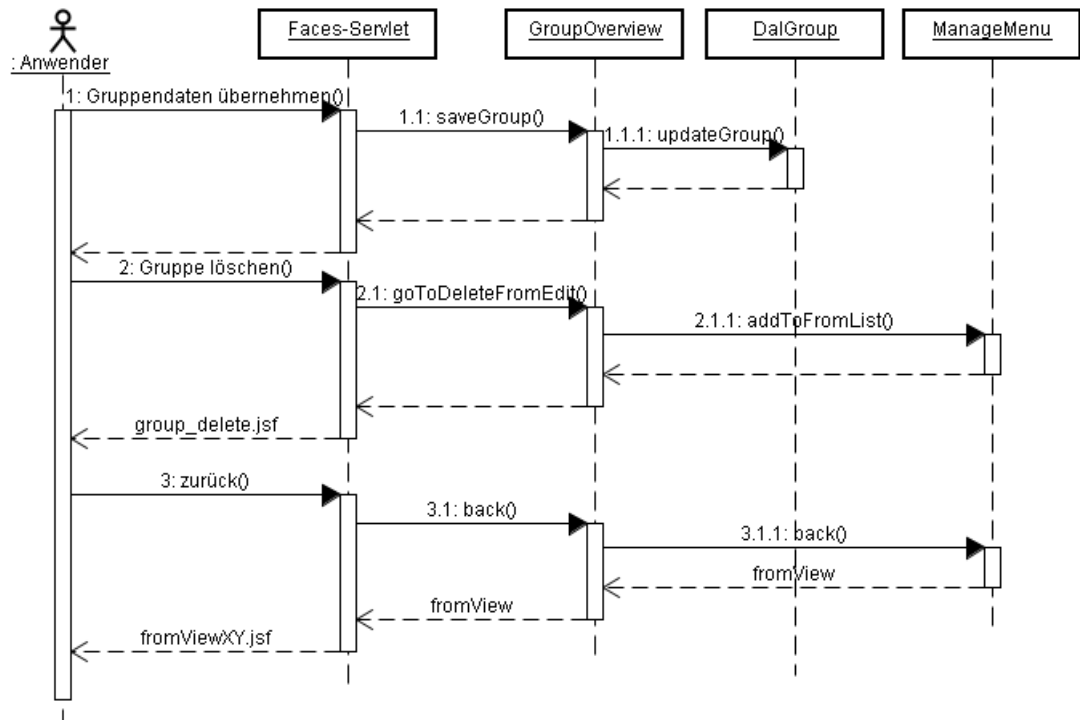 Faces-Servlet
GroupOverview
DalGroup
ManageMenu
: Anwender
1: Gruppendaten übernehmen()
1.1: saveGroup()
1.1.1: updateGroup()
2: Gruppe löschen()
2.1: goToDeleteFromEdit()
2.1.1: addToFromList()
group_delete.jsf
3: zurück()
3.1: back()
3.1.1: back()
fromView
fromView
fromViewXY.jsf